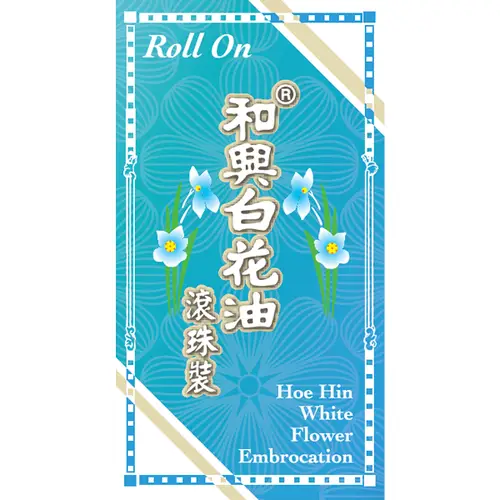 Roll On
和興白花油®
滾珠裝
Hoe Hin
White
Flower
Embrocation